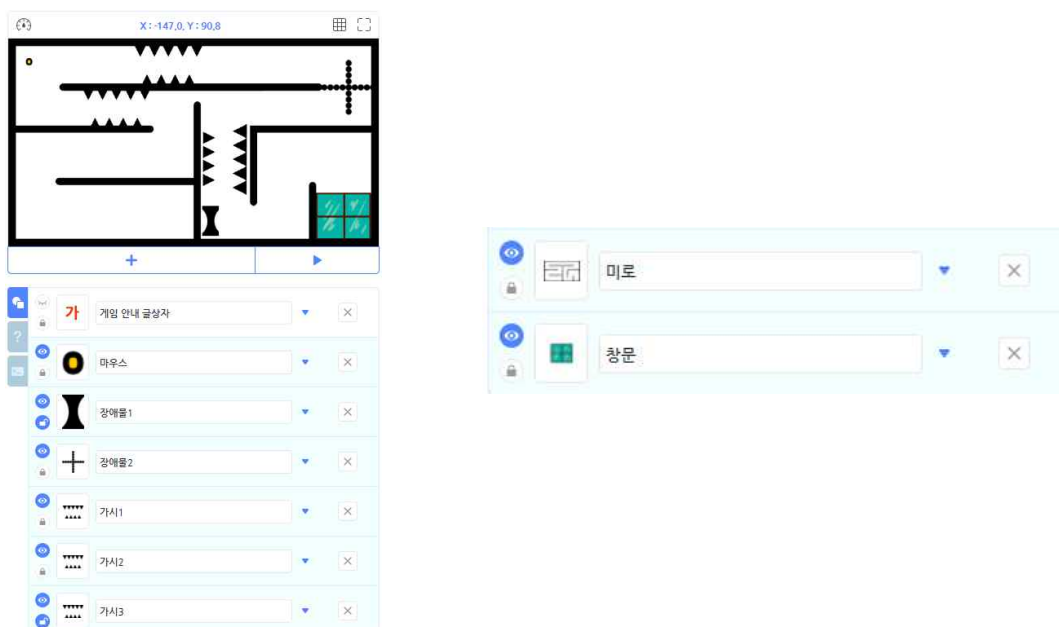 X : -147.0, Y : 90.8
가
게임 안내 글상자
마우스
장애물1
장애물2
가시1
가시2
가시3
미로
창문